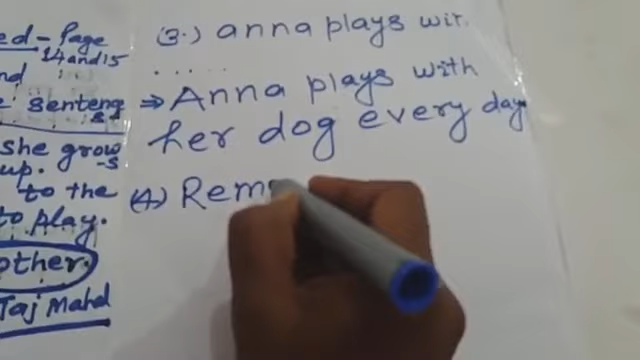 ed - Page
14 and 15
nd
e senteng
es
she grow
-s
up.
to the
to play.
other.
Taj Mahal
(3.) anna plays wit.
.....
⇒ Anna plays with
her dog every day
(4) Rem